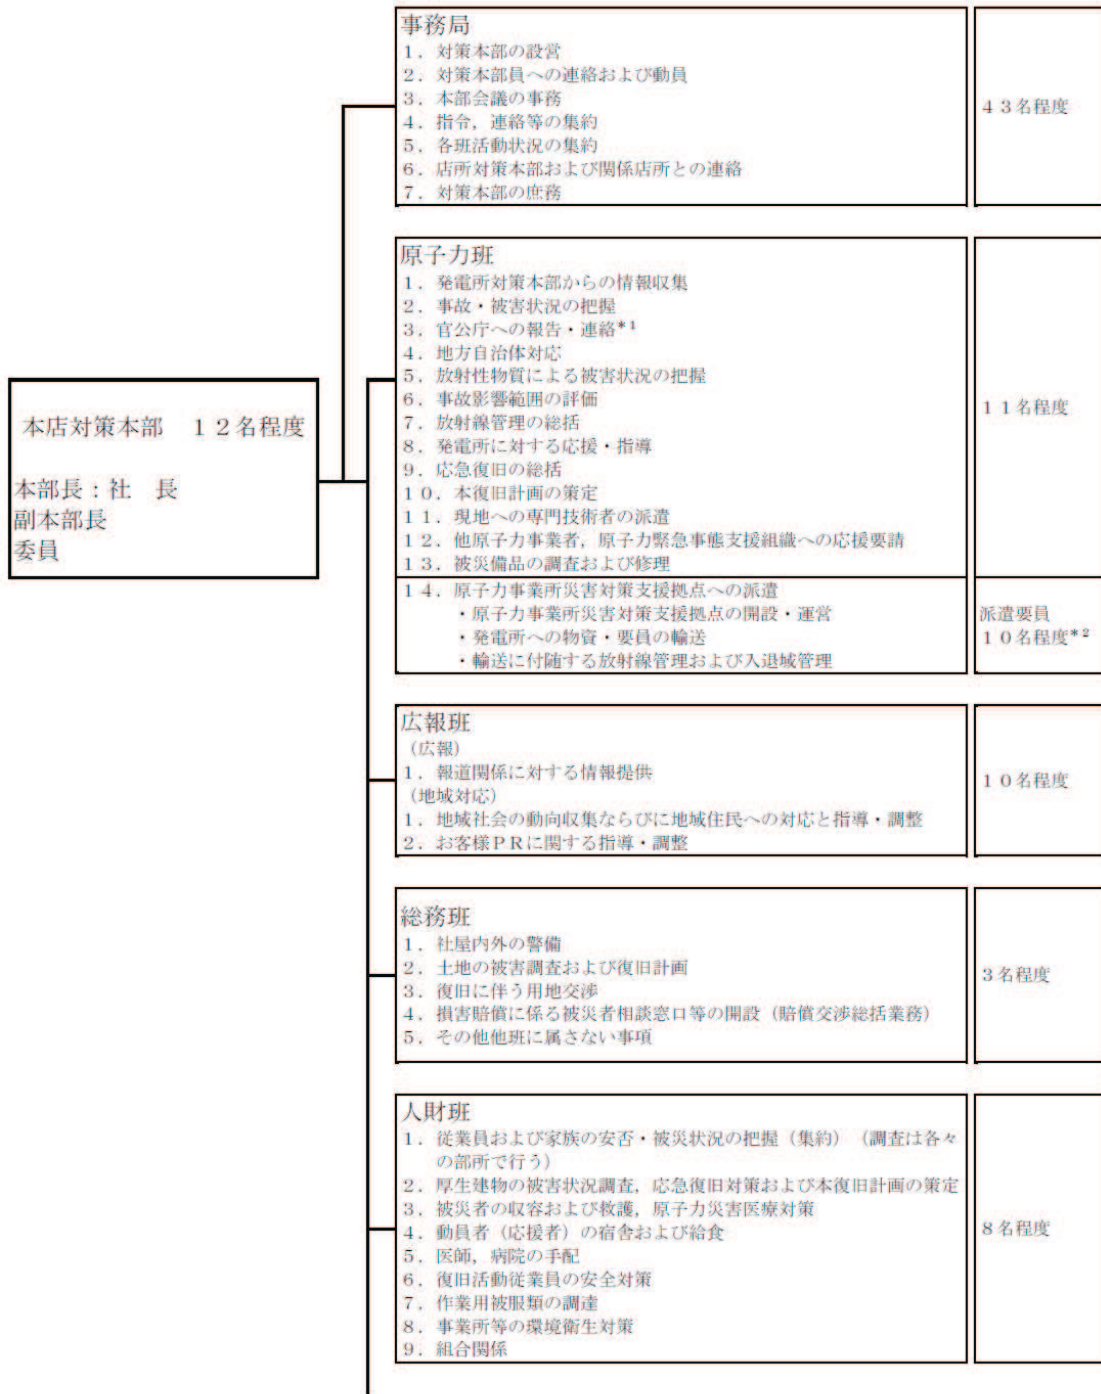 本店対策本部　１２名程度
本部長：社　長
副本部長
委員
事務局
１．対策本部の設営
２．対策本部員への連絡および動員
３．本部会議の事務
４．指令，連絡等の集約
５．各班活動状況の集約
６．店所対策本部および関係店所との連絡
７．対策本部の庶務
４３名程度
原子力班
１．発電所対策本部からの情報収集
２．事故・被害状況の把握
３．官公庁への報告・連絡*1
４．地方自治体対応
５．放射性物質による被害状況の把握
６．事故影響範囲の評価
７．放射線管理の総括
８．発電所に対する応援・指導
９．応急復旧の総括
１０．本復旧計画の策定
１１．現地への専門技術者の派遣
１２．他原子力事業者，原子力緊急事態支援組織への応援要請
１３．被災備品の調査および修理
１１名程度
１４．原子力事業所災害対策支援拠点への派遣
・原子力事業所災害対策支援拠点の開設・運営
・発電所への物資・要員の輸送
・輸送に付随する放射線管理および入退域管理
派遣要員
１０名程度*2
広報班
（広報）
１．報道関係に対する情報提供
（地域対応）
１．地域社会の動向収集ならびに地域住民への対応と指導・調整
２．お客様ＰＲに関する指導・調整
１０名程度
総務班
１．社屋内外の警備
２．土地の被害調査および復旧計画
３．復旧に伴う用地交渉
４．損害賠償に係る被災者相談窓口等の開設（賠償交渉総括業務）
５．その他他班に属さない事項
３名程度
人財班
１．従業員および家族の安否・被災状況の把握（集約）（調査は各々
の部所で行う）
２．厚生建物の被害状況調査，応急復旧対策および本復旧計画の策定
３．被災者の収容および救護，原子力災害医療対策
４．動員者（応援者）の宿舎および給食
５．医師，病院の手配
６．復旧活動従業員の安全対策
７．作業用被服類の調達
８．事業所等の環境衛生対策
９．組合関係
８名程度